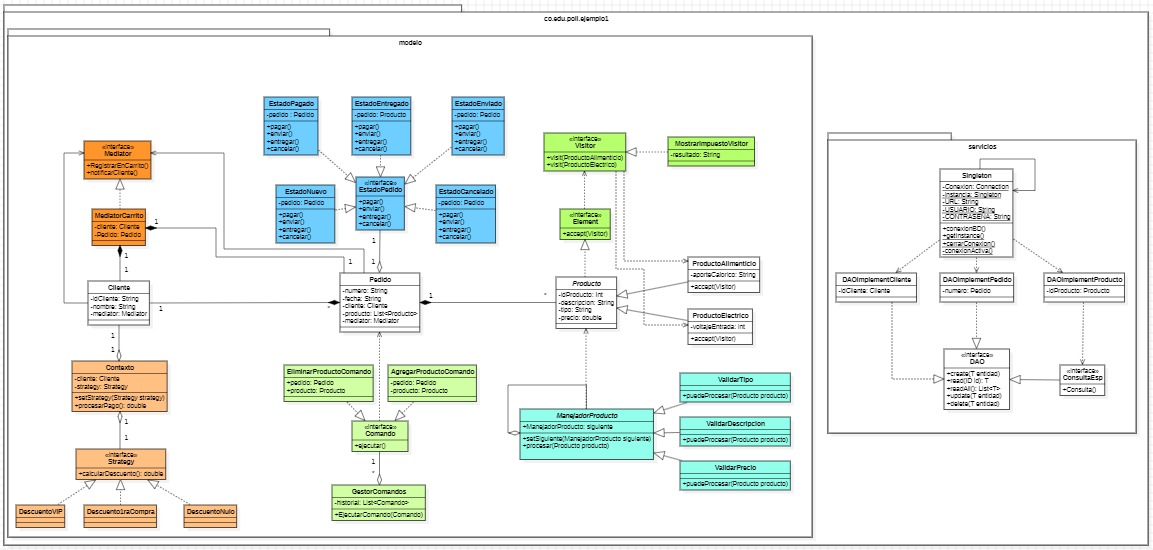 co.edu.poli.ejemplo1
modelo
EstadoPagado
-pedido : Pedido
+pagar()
+enviar()
+entregar()
+cancelar()
EstadoEntregado
-pedido: Producto
+pagar()
+enviar()
+entregar()
+cancelar()
EstadoEnviado
-pedido: Pedido
+pagar()
+enviar()
+entregar()
+cancelar()
«interface»
Mediator
+RegistrarEnCarrito()
+notificarCliente()
EstadoNuevo
-pedido: Pedido
+pagar()
+enviar()
+entregar()
+cancelar()
«interface»
EstadoPedido
+pagar()
+enviar()
+entregar()
+cancelar()
EstadoCancelado
-pedido: Pedido
+pagar()
+enviar()
+entregar()
+cancelar()
«interface»
Visitor
+visit(ProductoAlimenticio)
+visit(ProductoElectrico)
MostrarImpuestoVisitor
-resultado: String
«interface»
Element
+accept(Visitor)
MediatorCarrito
-cliente: Cliente
-Pedido: Pedido
1
1
1
1
1
1
Cliente
-idCliente: String
-nombre: String
-mediator: Mediator
1
Pedido
-numero: String
-fecha: String
-cliente: Cliente
-producto: List<Producto>
-mediator: Mediator
1
*
Producto
-idProducto: int
-descripcion: String
-tipo: String
-precio: double
ProductoAlimenticio
-aporteCalorico: String
+accept(Visitor)
ProductoElectrico
-voltajeEntrada: int
+accept(Visitor)
1
1
Contexto
-cliente: Cliente
-strategy: Strategy
+setStrategy(Strategy strategy)
+procesarPago(): double
1
1
«interface»
Strategy
+calcularDescuento(): double
DescuentoVIP
Descuento1raCompra
DescuentoNulo
EliminarProductoComando
+pedido: Pedido
+producto: Producto
AgregarProductoComando
-pedido: Pedido
-producto: Producto
«interface»
Comando
+ejecutar()
1
*
GestorComandos
-historial: List<Comando>
+EjecutarComando(Comando)
ManejadorProducto
+ManejadorProducto: siguiente
+setSiguiente(ManejadorProducto siguiente)
+procesar(Producto producto)
ValidarTipo
+puedeProcesar(Producto producto)
ValidarDescripcion
+puedeProcesar(Producto producto)
ValidarPrecio
+puedeProcesar(Producto producto)
servicios
Singleton
-Conexion: Connection
-instancia: Singleton
-URL: String
-USUARIO: String
-CONTRASENA: String
+conexionBD()
+getInstance()
+cerrarConexion()
-conexionActiva()
DAOImplementCliente
-idCliente: Cliente
DAOImplementPedido
-numero: Pedido
DAOImplementProducto
-idProducto: Producto
«interface»
DAO
+create(T entidad)
+read(ID id): T
+readAll(): List<T>
+update(T entidad)
+delete(T entidad)
«interface»
ConsultaEsp
+Consulta()